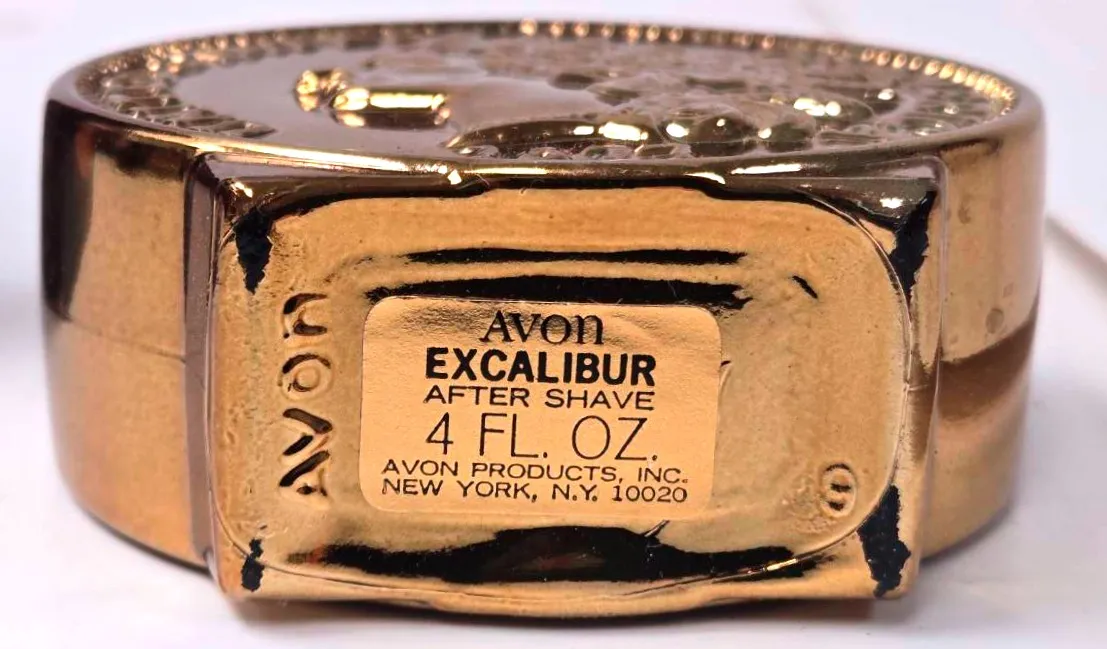 AVON
AVON
EXCALIBUR
AFTER SHAVE
4 FL. OZ.
AVON PRODUCTS, INC.
NEW YORK, N.Y. 10020